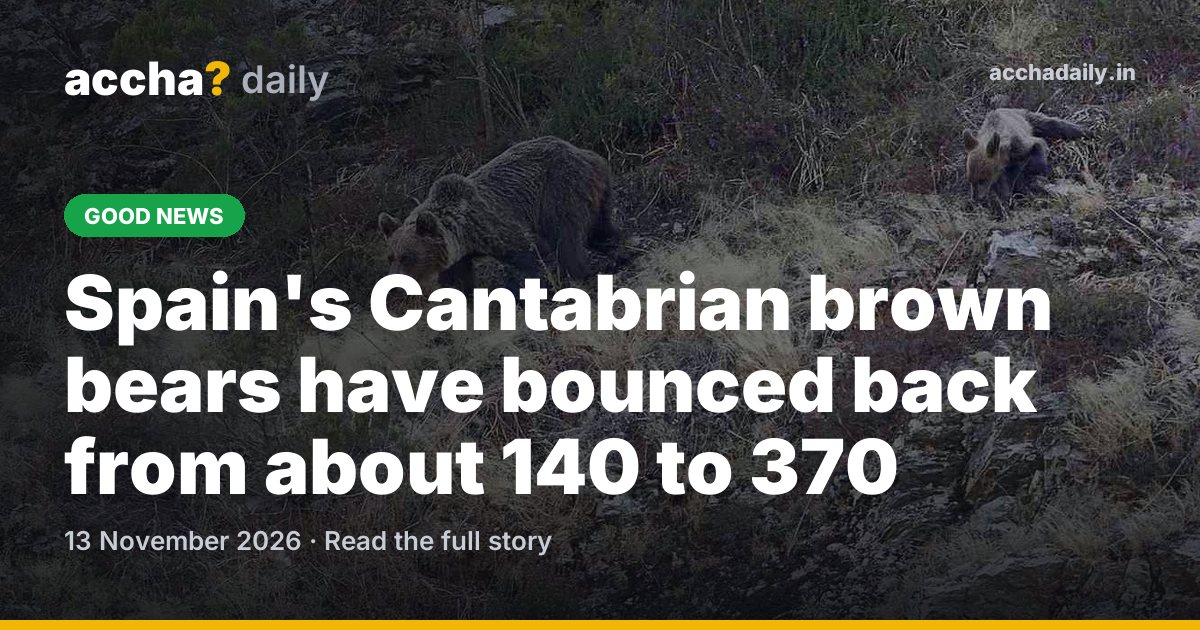 accha? daily
acchadaily.in
GOOD NEWS
Spain's Cantabrian brown
bears have bounced back
from about 140 to 370
13 November 2026 · Read the full story